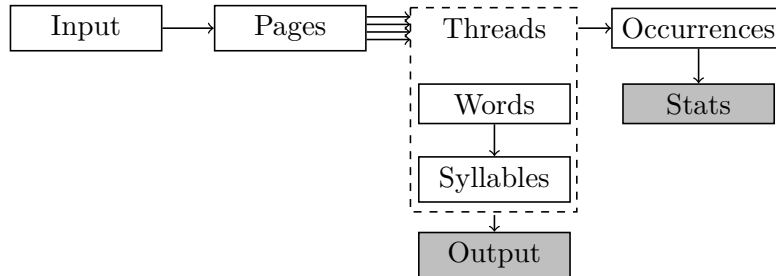 Input
Pages
Threads
Occurrences
Words
Stats
Syllables
Output